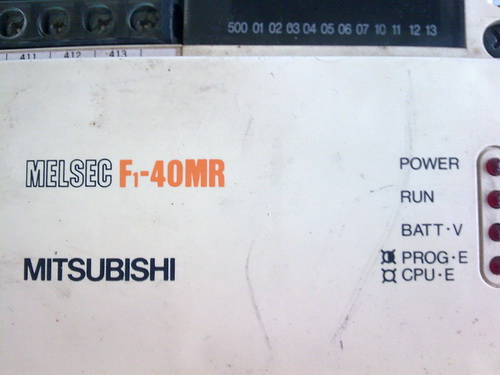 500 01 02 03 04 05 06 07 10 11 12 13
411 412 413
MELSEC F1-40MR
MITSUBISHI
POWER
RUN
BATT·V
PROG·E
CPU·E